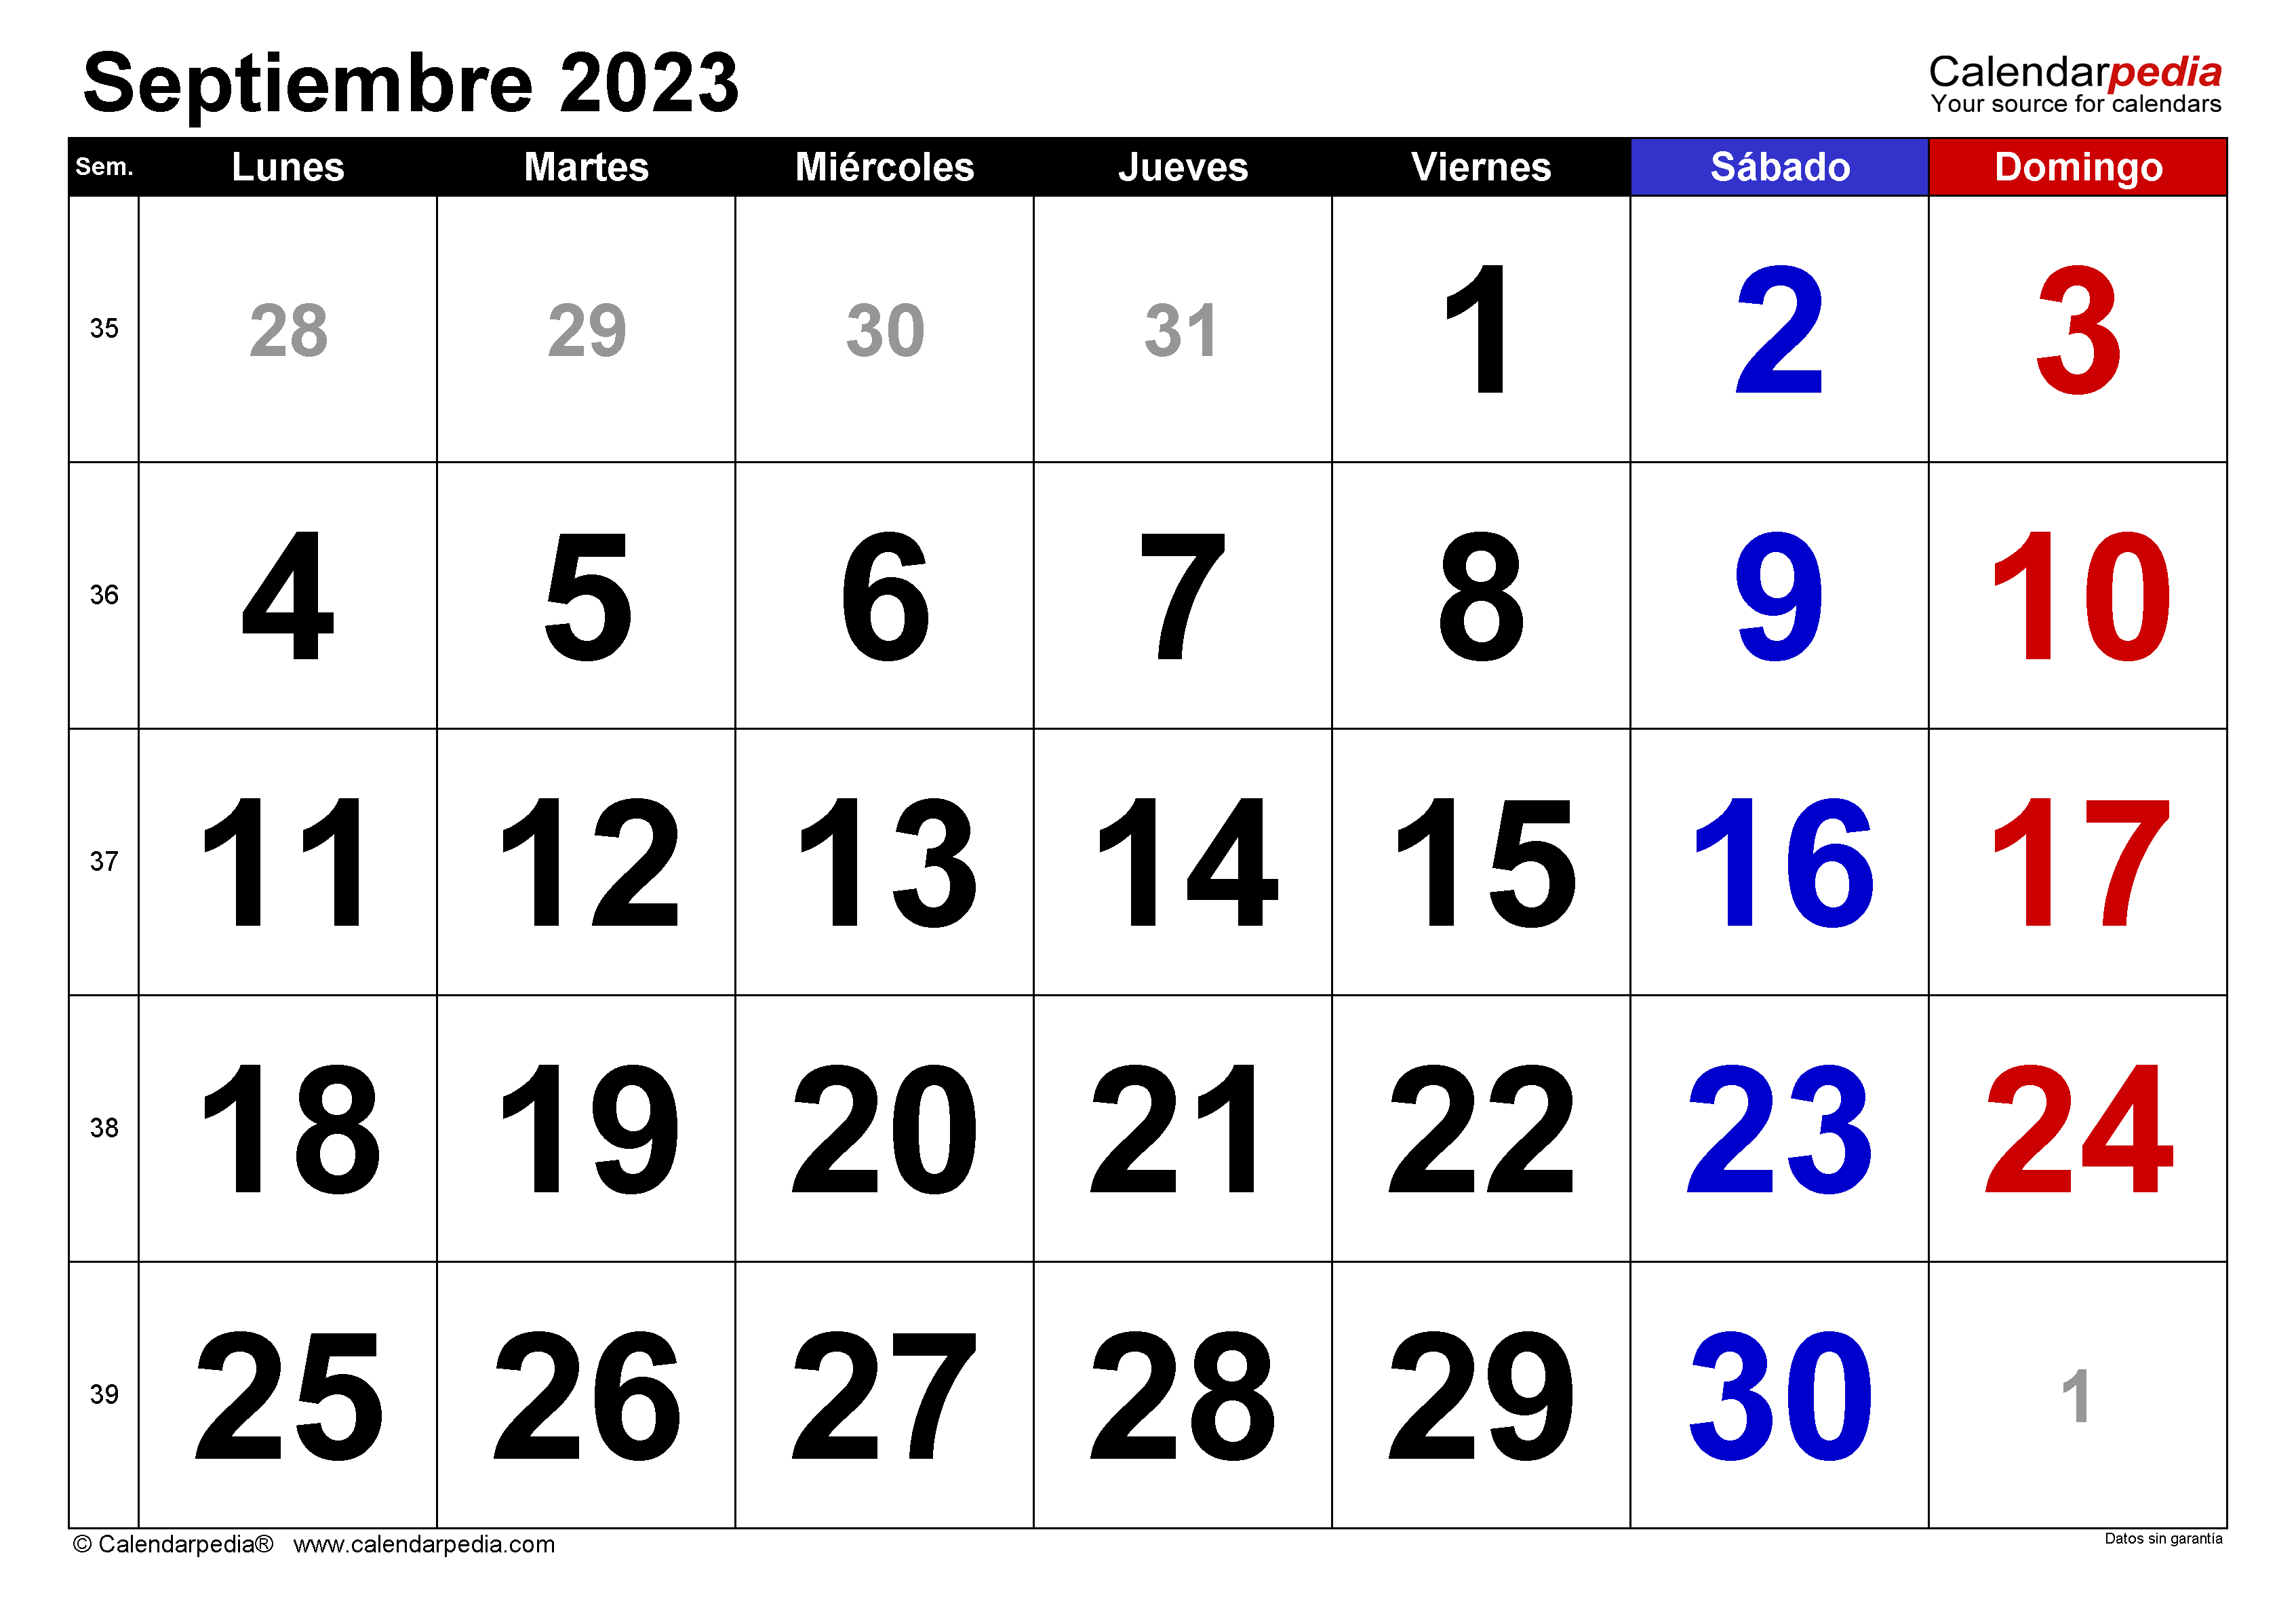 Septiembre 2023
Calendarpedia
Your source for calendars
Sem. Lunes Martes Miércoles Jueves Viernes Sábado Domingo
35 28 29 30 31 1 2 3
36 4 5 6 7 8 9 10
37 11 12 13 14 15 16 17
38 18 19 20 21 22 23 24
39 25 26 27 28 29 30 1
© Calendarpedia® www.calendarpedia.com Datos sin garantía